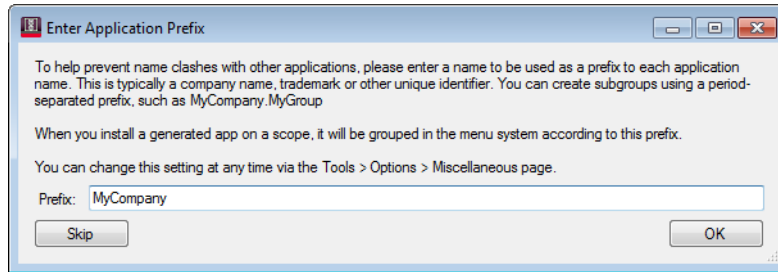 Enter Application Prefix
To help prevent name clashes with other applications, please enter a name to be used as a prefix to each application
name. This is typically a company name, trademark or other unique identifier. You can create subgroups using a period-
separated prefix, such as MyCompany.MyGroup
When you install a generated app on a scope, it will be grouped in the menu system according to this prefix.
You can change this setting at any time via the Tools > Options > Miscellaneous page.
Prefix: MyCompany
Skip OK